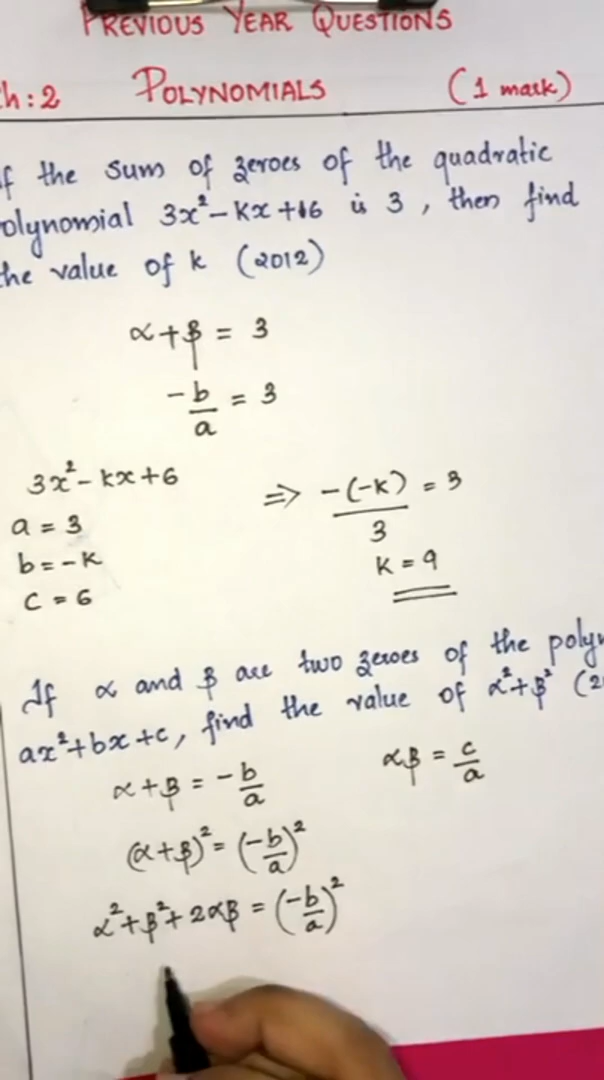 PREVIOUS YEAR QUESTIONS
h:2 POLYNOMIALS (1 mark)
f the sum of zeroes of the quadratic
olynomial 3x² - kx + 16 is 3, then find
he value of k (2012)
α + β = 3
-b/a = 3
3x² - kx + 6
a = 3
b = -k
c = 6
⇒ -(-k)/3 = 3
k = 9
If α and β are two zeroes of the polyn
ax² + bx + c, find the value of α² + β² (2
α + β = -b/a
αβ = c/a
(α + β)² = (-b/a)²
α² + β² + 2αβ = (-b/a)²